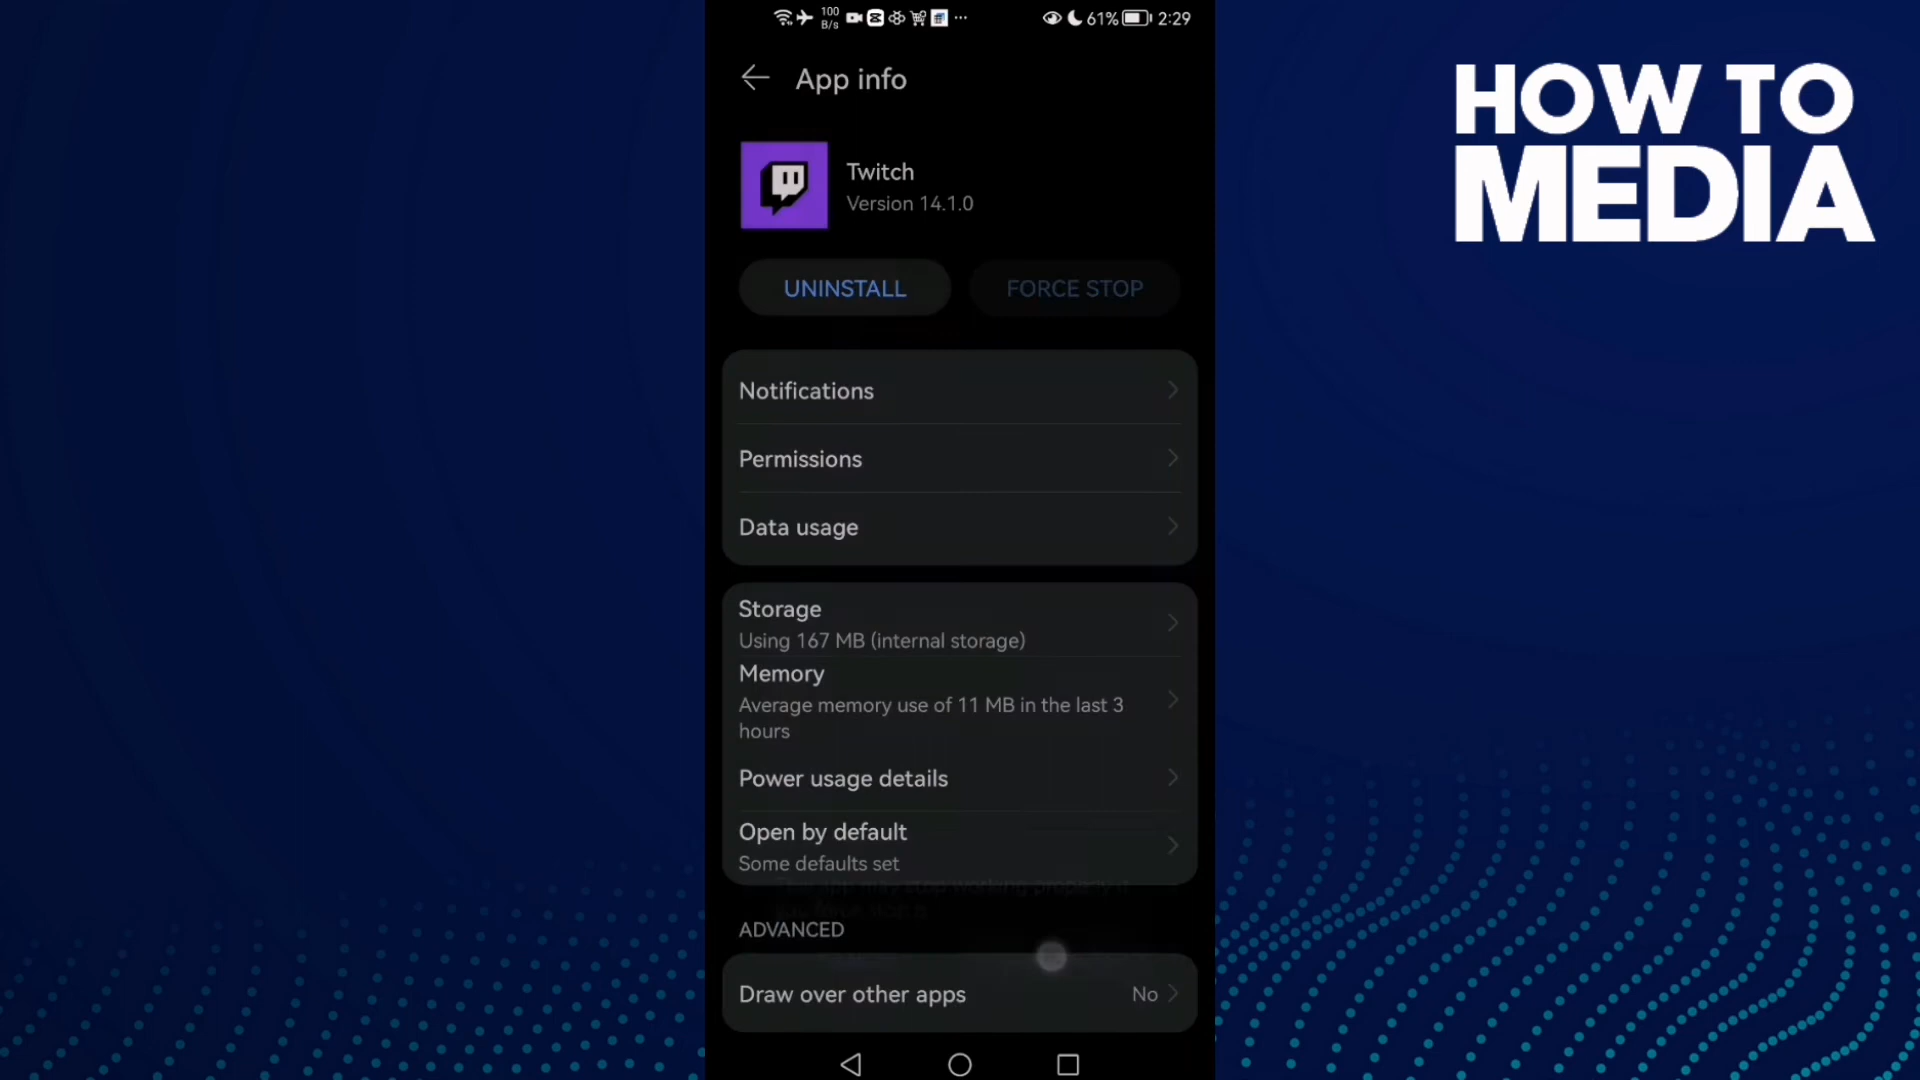 100
B/s
61%
2:29
App info
HOW TO
MEDIA
Twitch
Version 14.1.0
UNINSTALL
FORCE STOP
Notifications
Permissions
Data usage
Storage
Using 167 MB (internal storage)
Memory
Average memory use of 11 MB in the last 3
hours
Power usage details
Open by default
Some defaults set
ADVANCED
Draw over other apps
No